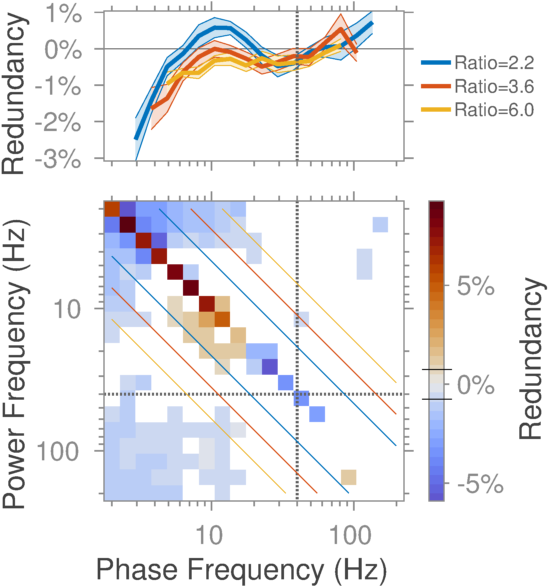 1%
0%
-1%
-2%
-3%
Redundancy
Ratio=2.2
Ratio=3.6
Ratio=6.0
Power Frequency (Hz)
10
100
10
100
Phase Frequency (Hz)
5%
0%
-5%
Redundancy